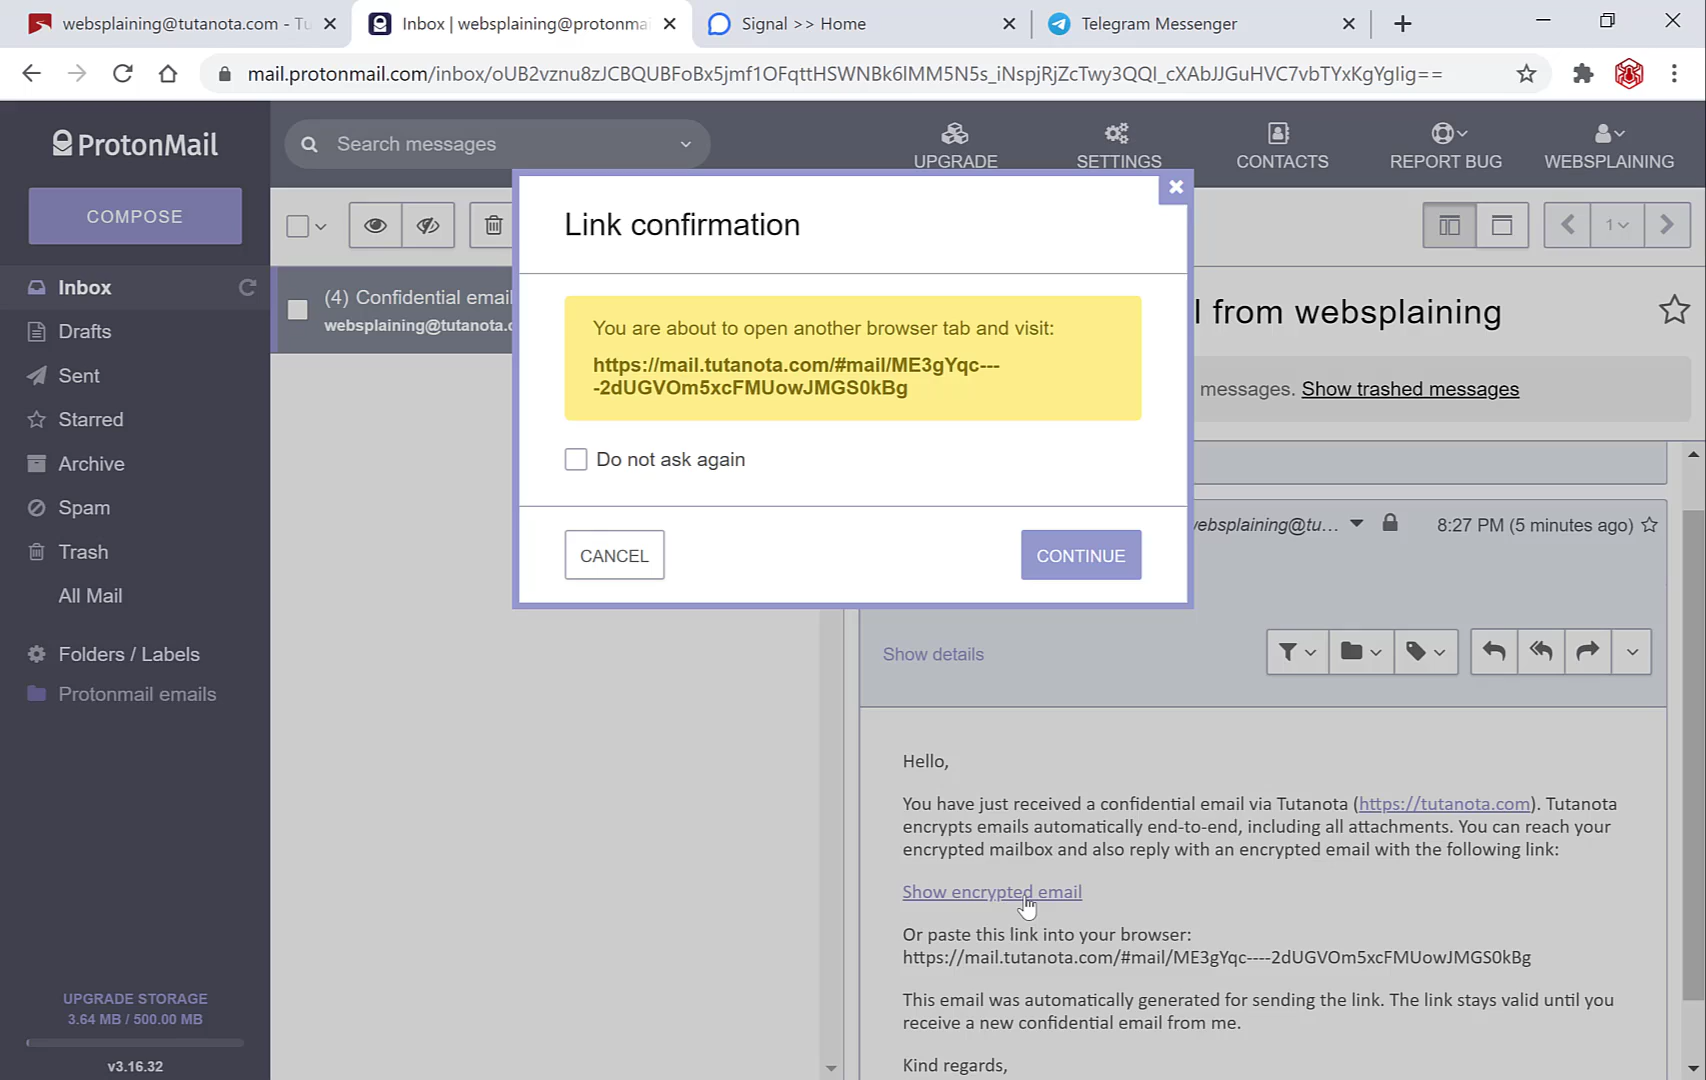 websplaining@tutanota.com - Tu
Inbox | websplaining@protonmai
Signal >> Home
Telegram Messenger
mail.protonmail.com/inbox/oUB2vznu8zJCBQUBFoBx5jmf1OFqttHSWNBk6IMM5N5s_iNspjRjZcTwy3QQI_cXAbJJGuHVC7vbTYxKgYgIig==
ProtonMail
Search messages
UPGRADE
SETTINGS
CONTACTS
REPORT BUG
WEBSPLAINING
COMPOSE
1
Inbox
Drafts
Sent
Starred
Archive
Spam
Trash
All Mail
Folders / Labels
Protonmail emails
UPGRADE STORAGE
3.64 MB / 500.00 MB
v3.16.32
(4) Confidential email
websplaining@tutanota.c
Link confirmation
You are about to open another browser tab and visit:
https://mail.tutanota.com/#mail/ME3gYqc---
-2dUGVOm5xcFMUowJMGS0kBg
Do not ask again
CANCEL
CONTINUE
l from websplaining
messages. Show trashed messages
websplaining@tu...
8:27 PM (5 minutes ago)
Show details
Hello,
You have just received a confidential email via Tutanota (https://tutanota.com). Tutanota
encrypts emails automatically end-to-end, including all attachments. You can reach your
encrypted mailbox and also reply with an encrypted email with the following link:
Show encrypted email
Or paste this link into your browser:
https://mail.tutanota.com/#mail/ME3gYqc----2dUGVOm5xcFMUowJMGS0kBg
This email was automatically generated for sending the link. The link stays valid until you
receive a new confidential email from me.
Kind regards,